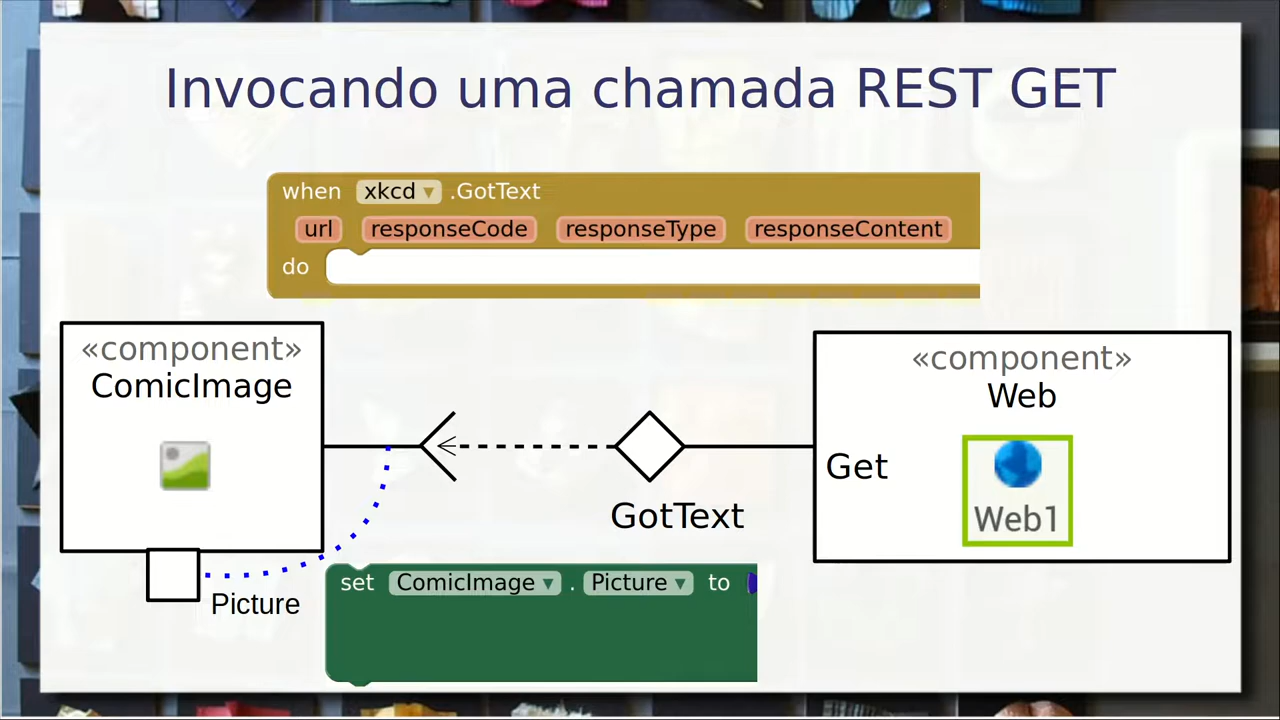 Invocando uma chamada REST GET
when xkcd ▾ .GotText
url responseCode responseType responseContent
do
«component»
ComicImage
«component»
Web
Get
Web1
GotText
Picture
set ComicImage ▾ . Picture ▾ to